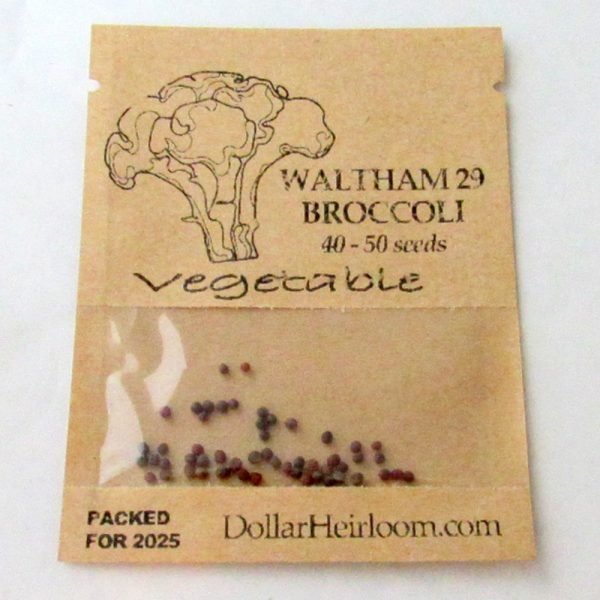 WALTHAM 29
BROCCOLI
40 - 50 seeds
vegetable
PACKED
FOR 2025
DollarHeirloom.com